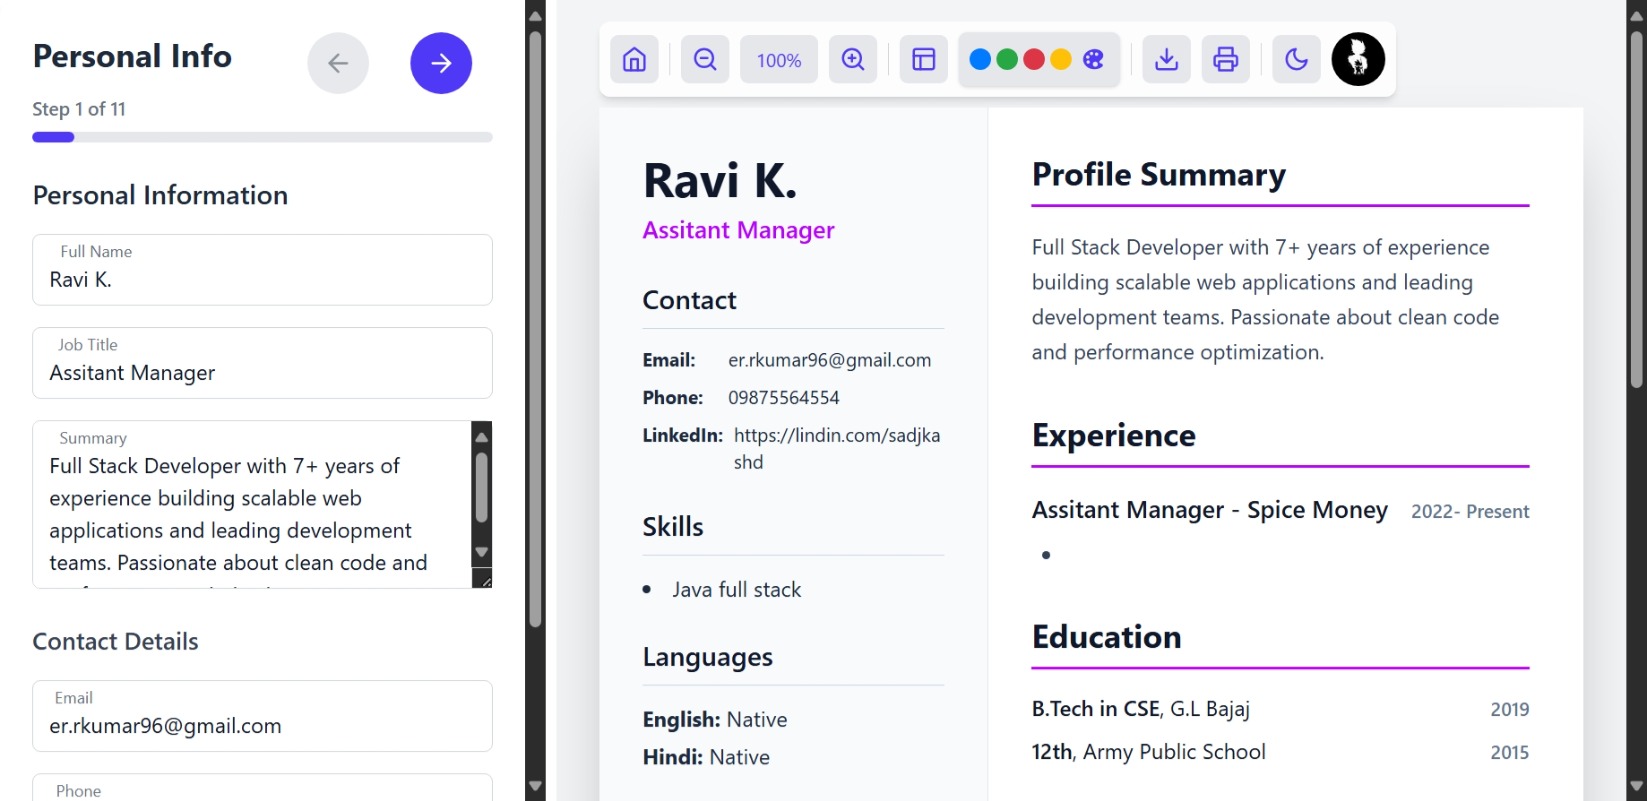 Personal Info
Step 1 of 11
Personal Information
Full Name
Ravi K.
Job Title
Assitant Manager
Summary
Full Stack Developer with 7+ years of
experience building scalable web
applications and leading development
teams. Passionate about clean code and
Contact Details
Email
er.rkumar96@gmail.com
Phone
100%
Ravi K.
Assitant Manager
Contact
Email: er.rkumar96@gmail.com
Phone: 09875564554
LinkedIn: https://lindin.com/sadjka
shd
Skills
• Java full stack
Languages
English: Native
Hindi: Native
Profile Summary
Full Stack Developer with 7+ years of experience
building scalable web applications and leading
development teams. Passionate about clean code
and performance optimization.
Experience
Assitant Manager - Spice Money 2022- Present
•
Education
B.Tech in CSE, G.L Bajaj 2019
12th, Army Public School 2015